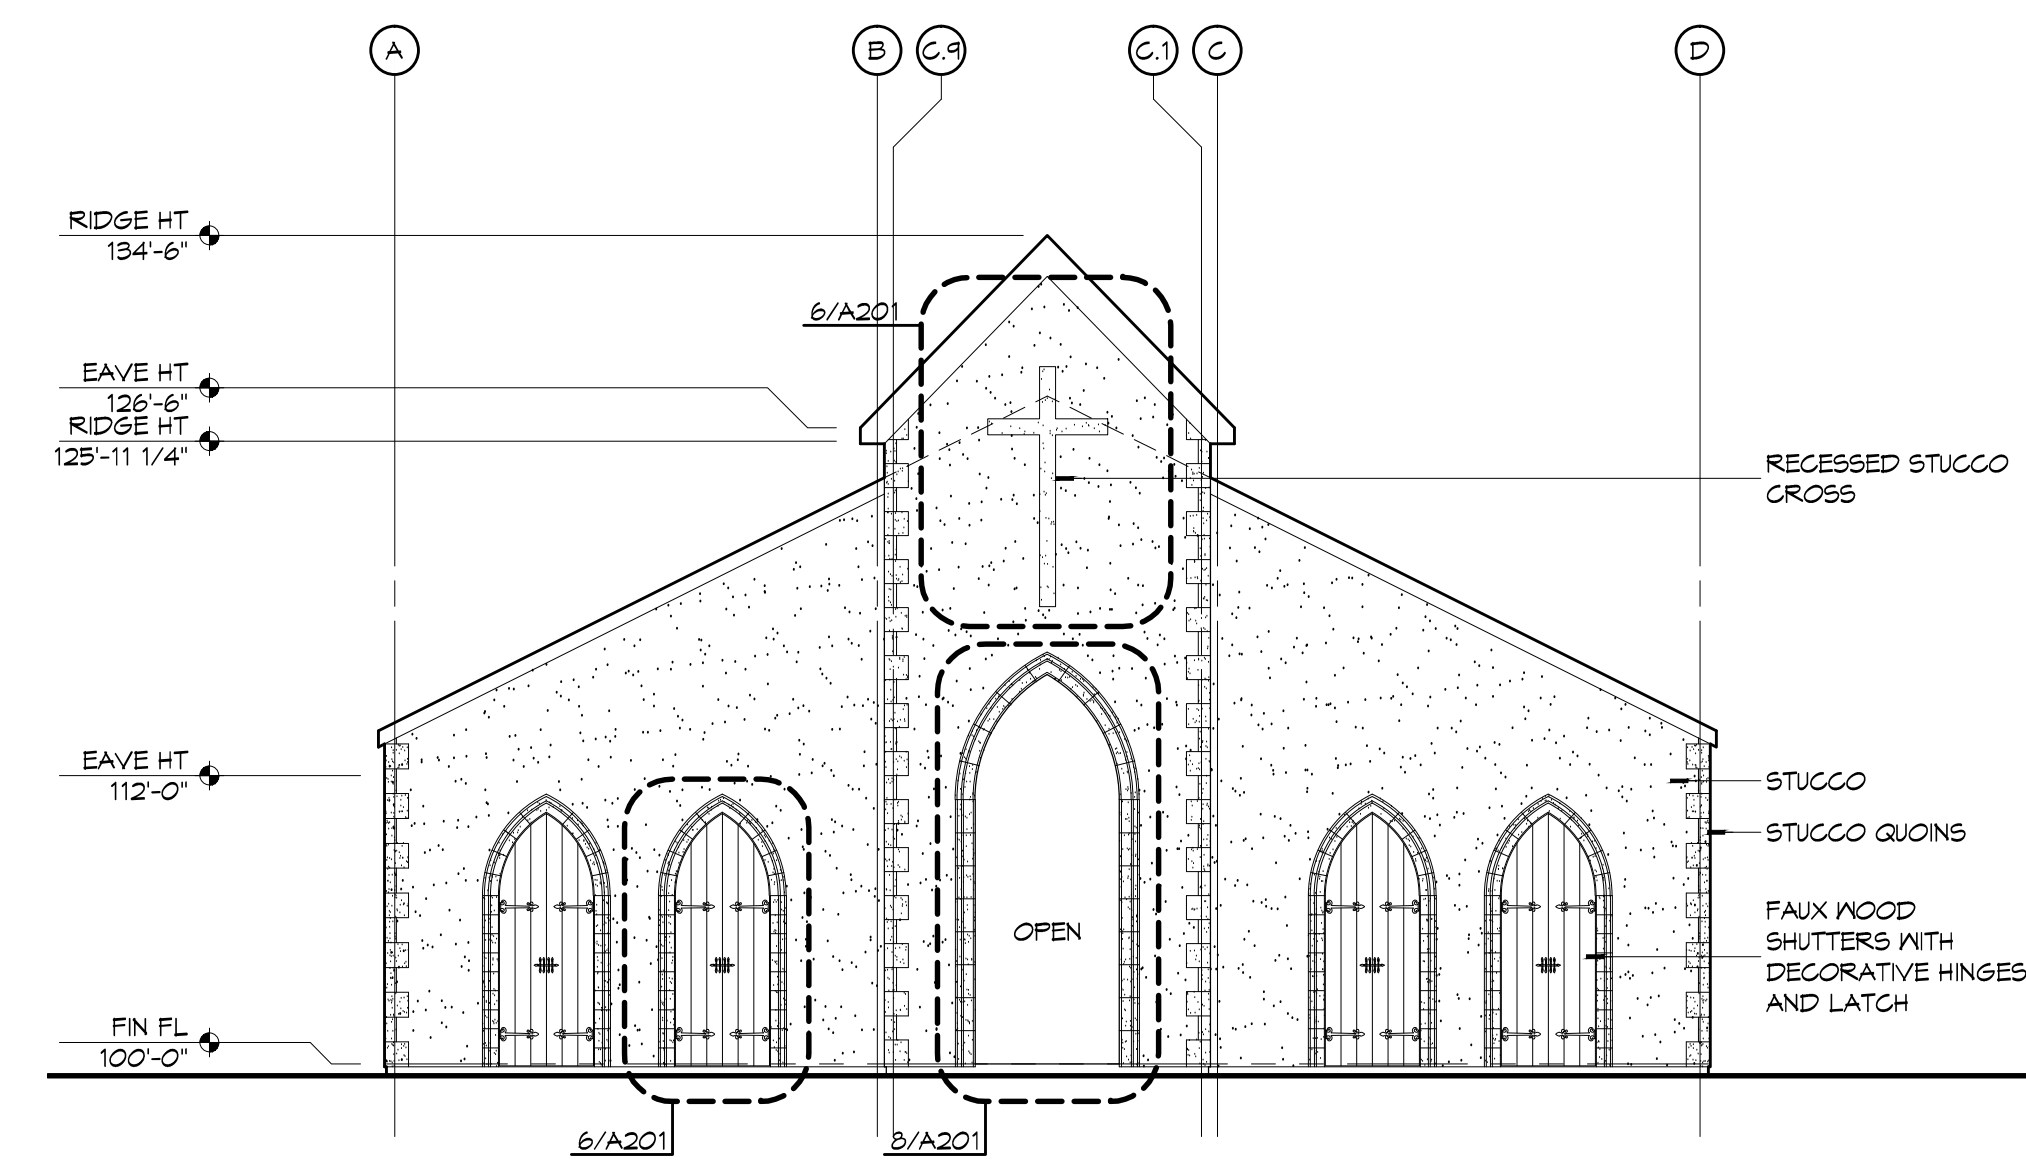 A B C.9 C.1 C D
RIDGE HT
134'-6"
6/A201
EAVE HT
126'-6"
RIDGE HT
125'-11 1/4"
RECESSED STUCCO
CROSS
EAVE HT
112'-0"
STUCCO
STUCCO QUOINS
FAUX WOOD
SHUTTERS WITH
DECORATIVE HINGES
AND LATCH
OPEN
FIN FL
100'-0"
6/A201
8/A201